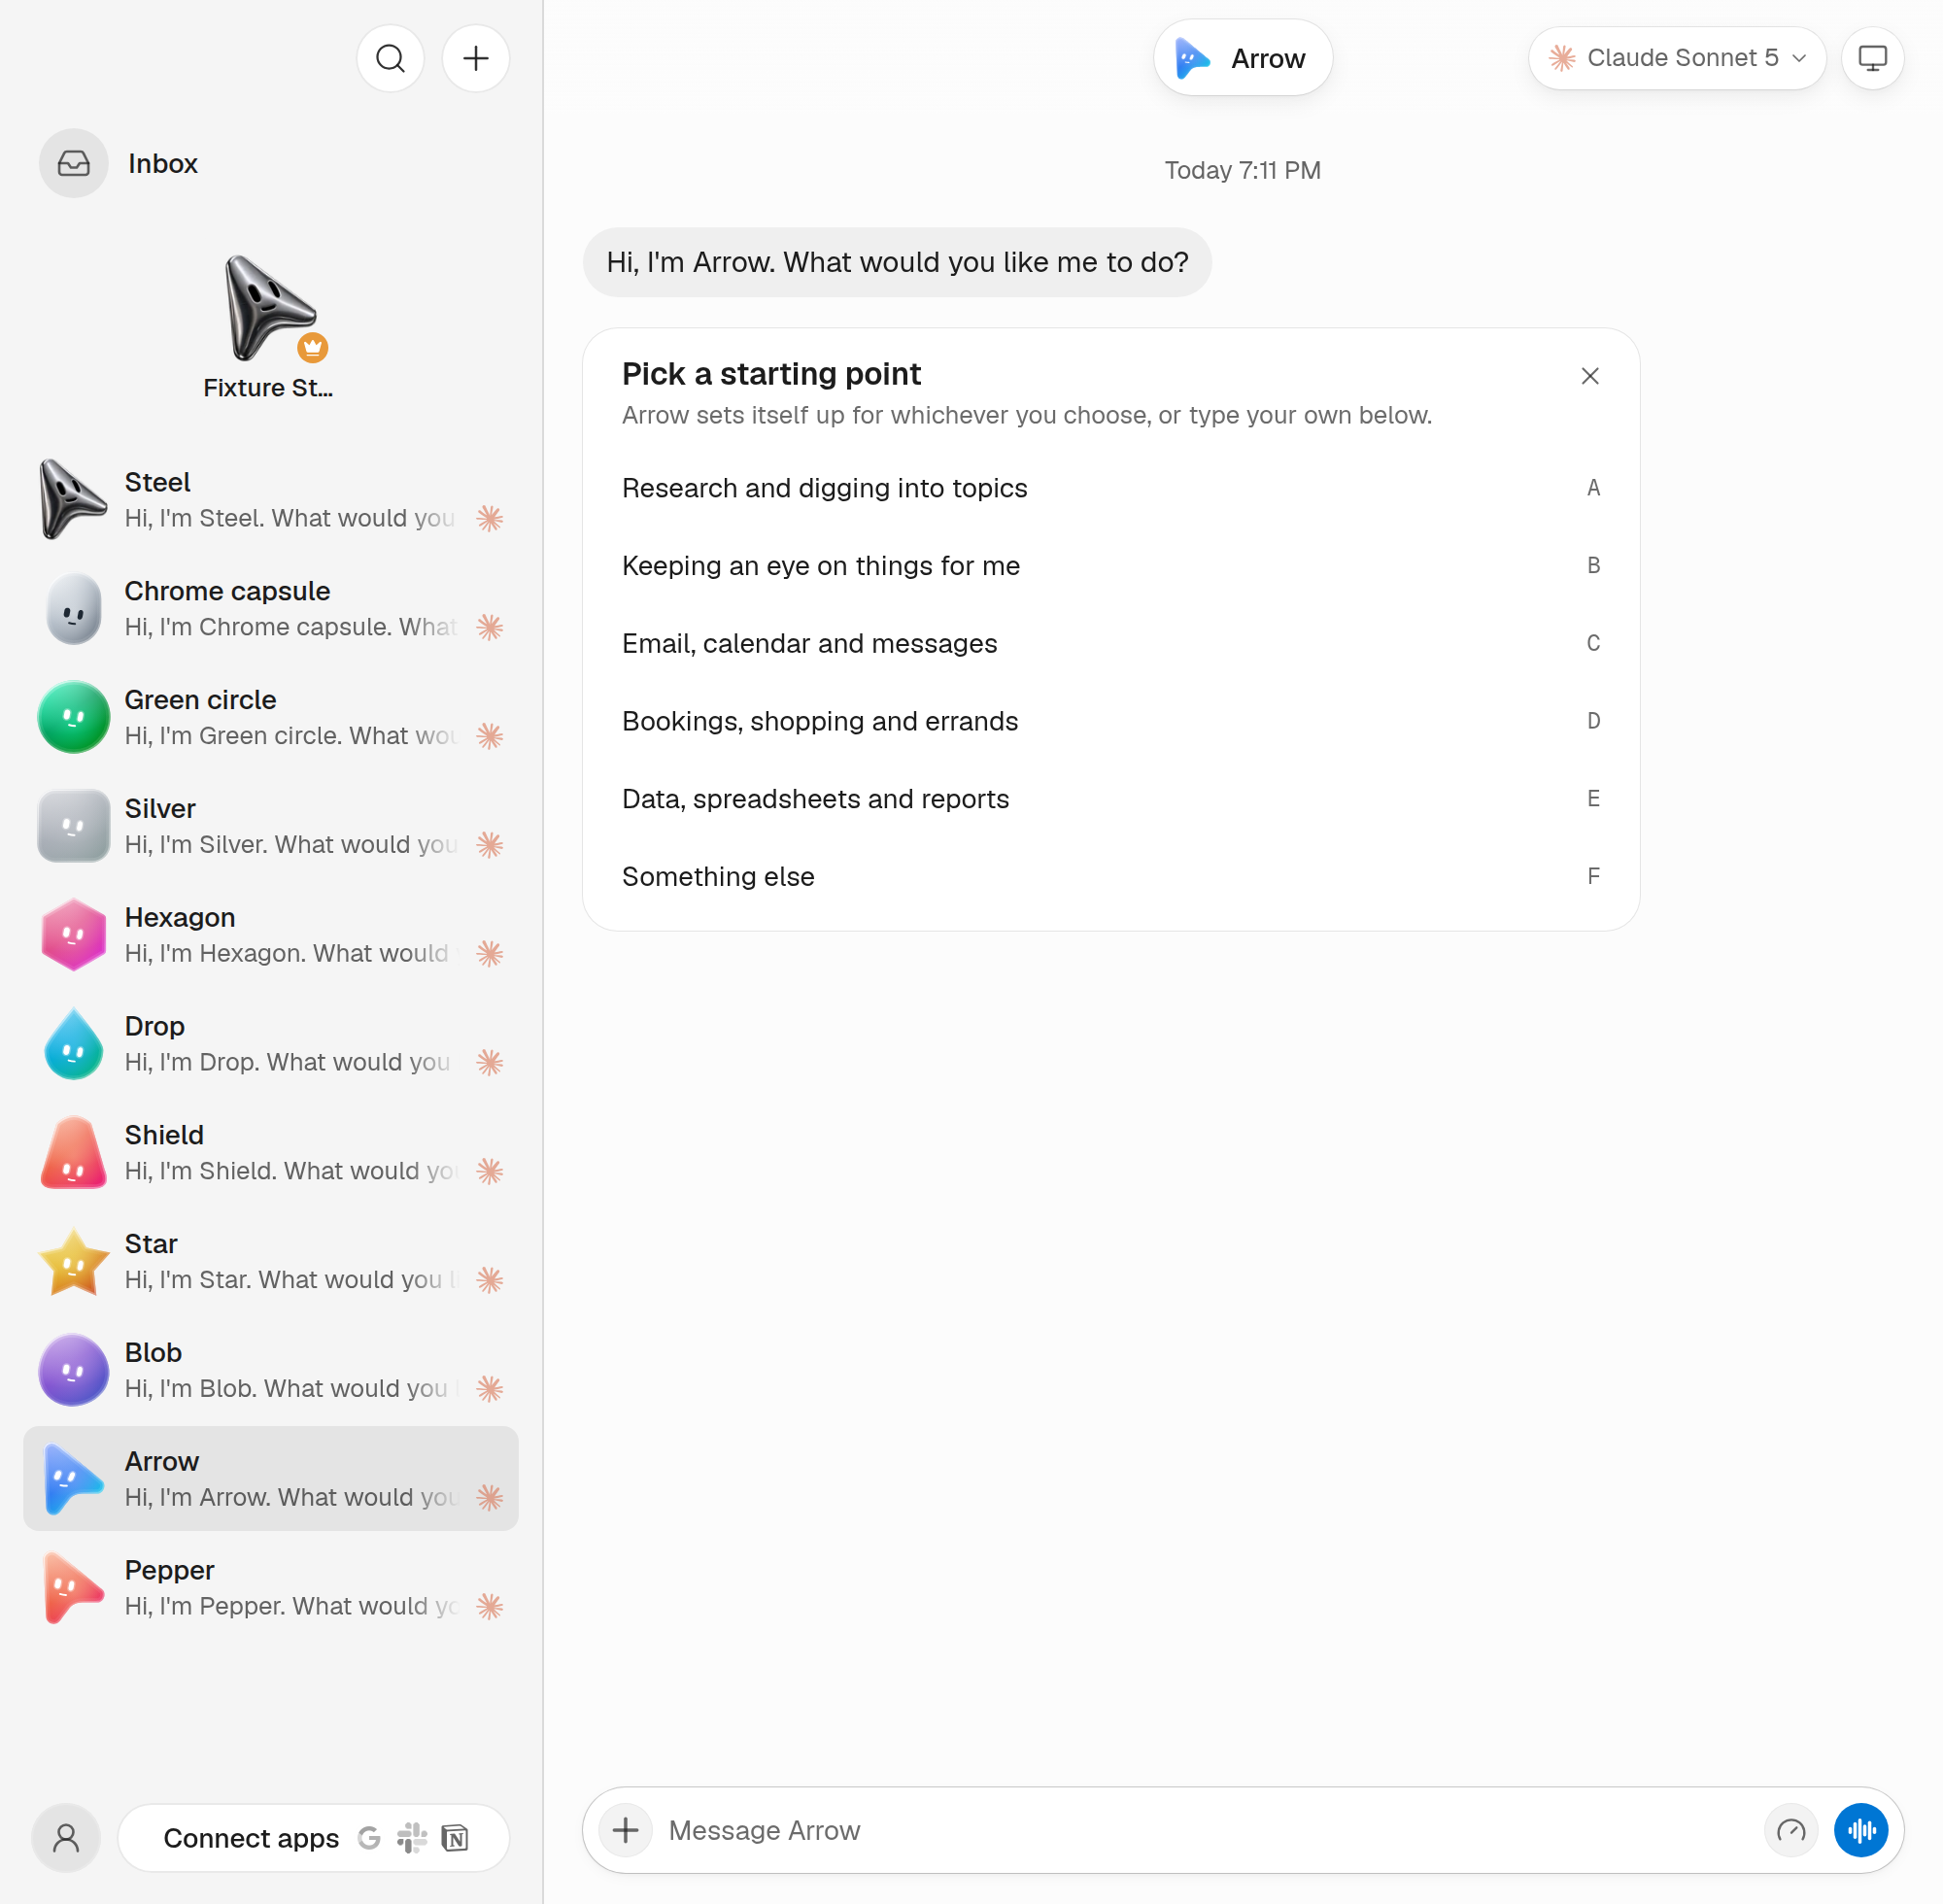 Inbox
Fixture St...
Steel
Hi, I'm Steel. What would you
Chrome capsule
Hi, I'm Chrome capsule. What
Green circle
Hi, I'm Green circle. What wou
Silver
Hi, I'm Silver. What would you
Hexagon
Hi, I'm Hexagon. What would
Drop
Hi, I'm Drop. What would you
Shield
Hi, I'm Shield. What would you
Star
Hi, I'm Star. What would you li
Blob
Hi, I'm Blob. What would you
Arrow
Hi, I'm Arrow. What would you
Pepper
Hi, I'm Pepper. What would yo
Connect apps
Arrow
Claude Sonnet 5
Today 7:11 PM
Hi, I'm Arrow. What would you like me to do?
Pick a starting point
Arrow sets itself up for whichever you choose, or type your own below.
Research and digging into topics A
Keeping an eye on things for me B
Email, calendar and messages C
Bookings, shopping and errands D
Data, spreadsheets and reports E
Something else F
Message Arrow